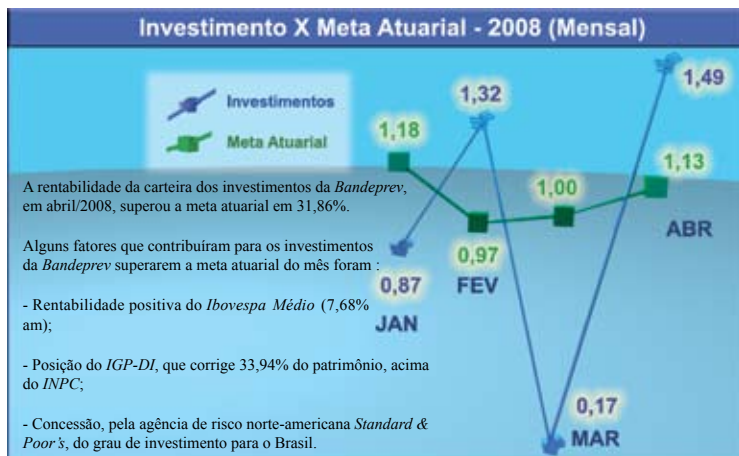 Investimento X Meta Atuarial - 2008 (Mensal)
Investimentos
Meta Atuarial
1,18
1,32
1,49
1,13
1,00
0,97
0,87
0,17
JAN
FEV
MAR
ABR
A rentabilidade da carteira dos investimentos da Bandeprev,
em abril/2008, superou a meta atuarial em 31,86%.
Alguns fatores que contribuíram para os investimentos
da Bandeprev superarem a meta atuarial do mês foram :
- Rentabilidade positiva do Ibovespa Médio (7,68%
am);
- Posição do IGP-DI, que corrige 33,94% do patrimônio, acima
do INPC;
- Concessão, pela agência de risco norte-americana Standard &
Poor's, do grau de investimento para o Brasil.